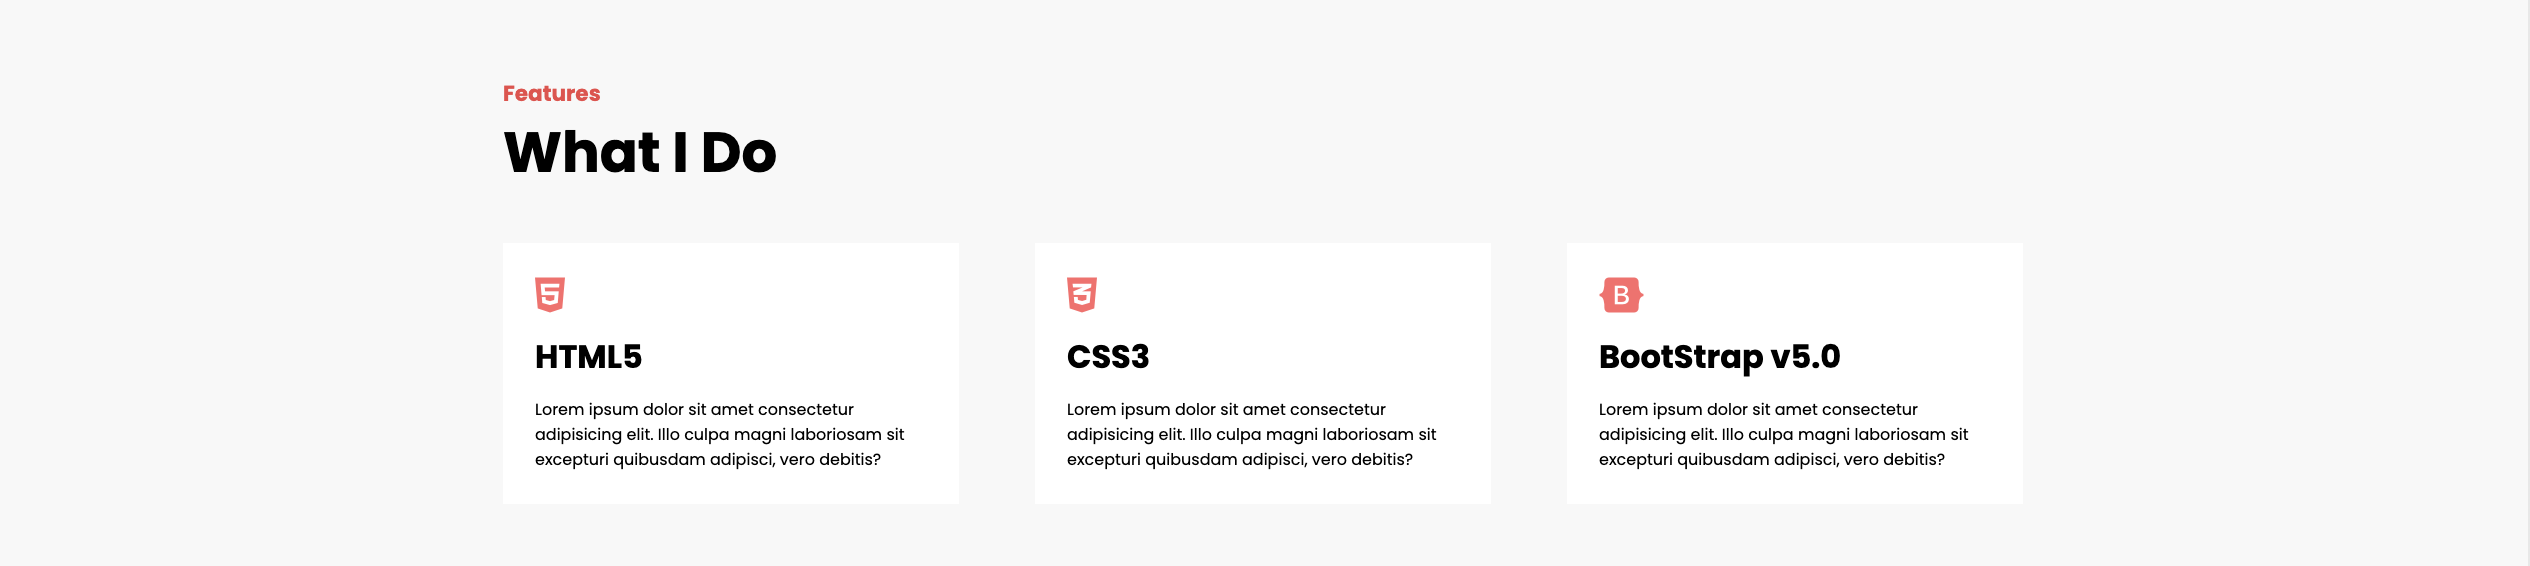 Features
What I Do
HTML5
Lorem ipsum dolor sit amet consectetur
adipisicing elit. Illo culpa magni laboriosam sit
excepturi quibusdam adipisci, vero debitis?
CSS3
Lorem ipsum dolor sit amet consectetur
adipisicing elit. Illo culpa magni laboriosam sit
excepturi quibusdam adipisci, vero debitis?
B
BootStrap v5.0
Lorem ipsum dolor sit amet consectetur
adipisicing elit. Illo culpa magni laboriosam sit
excepturi quibusdam adipisci, vero debitis?